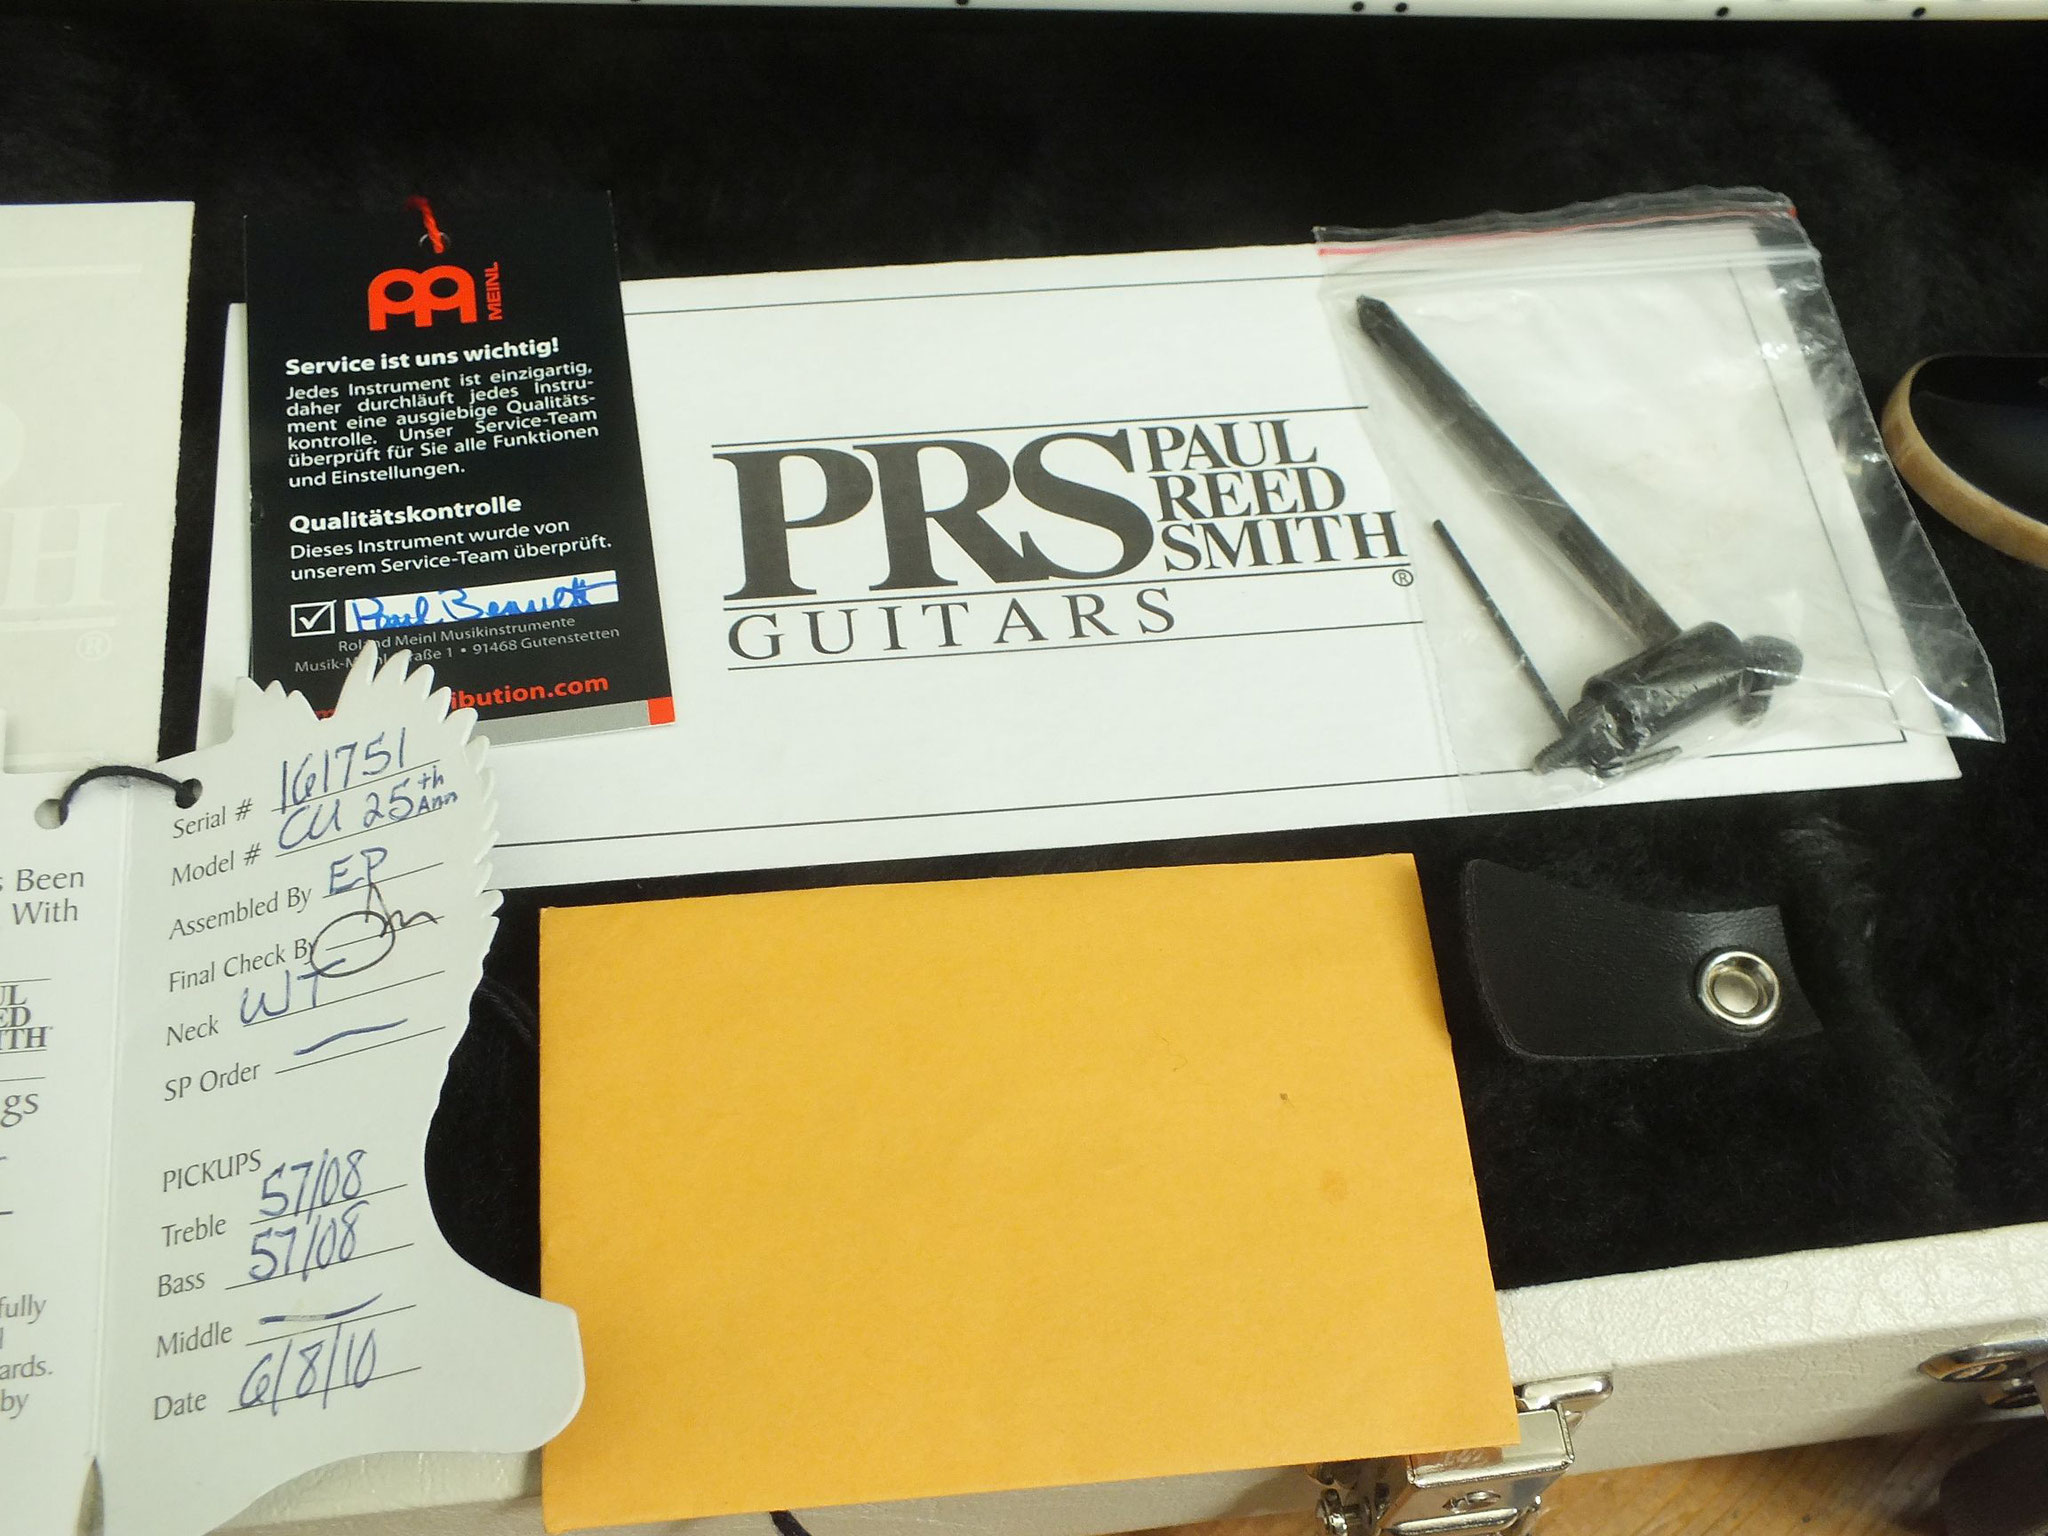 MEINL
Service ist uns wichtig!
Jedes Instrument ist einzigartig,
daher durchläuft jedes Instru-
ment eine ausgiebige Qualitäts-
kontrolle. Unser Service-Team
überprüft für Sie alle Funktionen
und Einstellungen.
Qualitätskontrolle
Dieses Instrument wurde von
unserem Service-Team überprüft.
Roland Meinl Musikinstrumente
91468 Gutenstetten
ibution.com
PRS PAUL
REED
SMITH
®
GUITARS
Serial # 161751
Model # CU 25th Ann
Assembled By EP
Final Check By
Neck WT
SP Order
PICKUPS
Treble 57/08
Bass 57/08
Middle
Date 6/8/10
Been
With
UL
ED
ITH
gs
fully
ards.
by
H
®